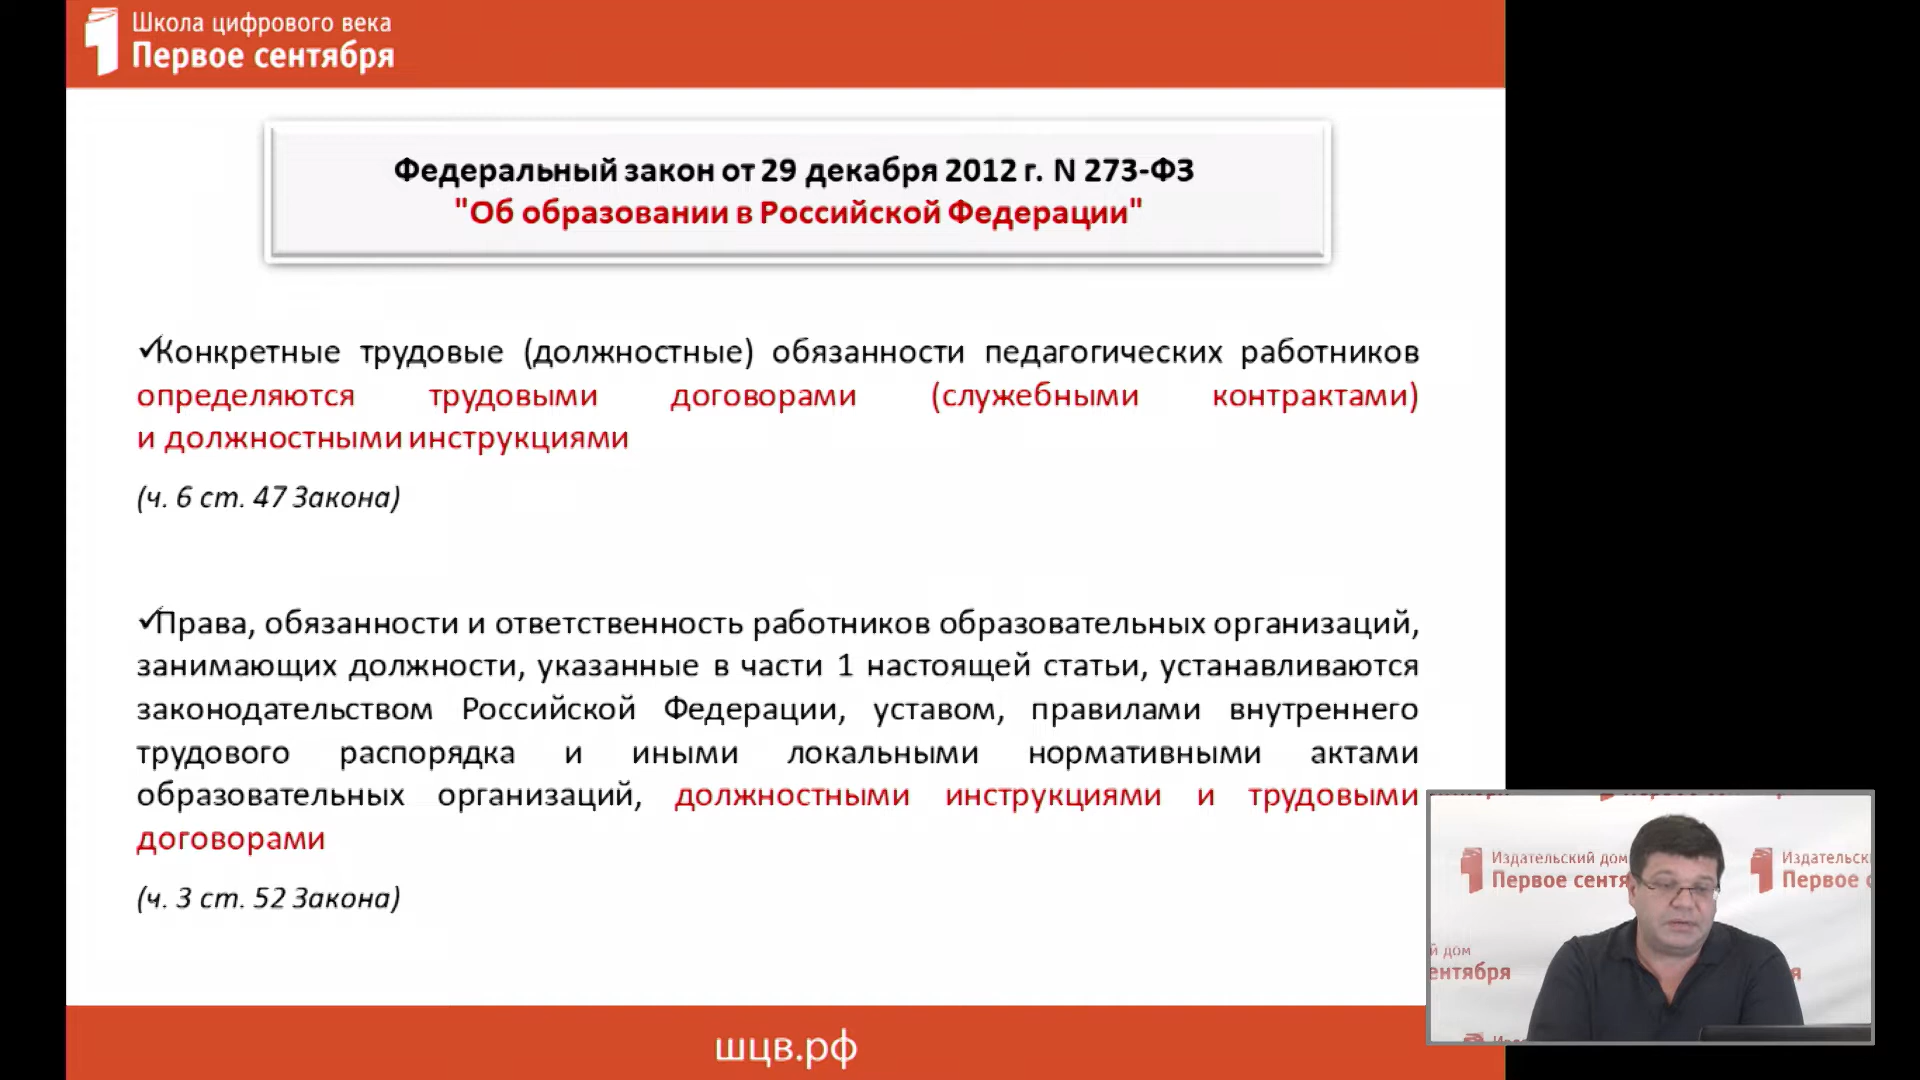 Школа цифрового века
Первое сентября
Федеральный закон от 29 декабря 2012 г. N 273-ФЗ
"Об образовании в Российской Федерации"
✓Конкретные трудовые (должностные) обязанности педагогических работников
определяются трудовыми договорами (служебными контрактами)
и должностными инструкциями
(ч. 6 ст. 47 Закона)
✓Права, обязанности и ответственность работников образовательных организаций,
занимающих должности, указанные в части 1 настоящей статьи, устанавливаются
законодательством Российской Федерации, уставом, правилами внутреннего
трудового распорядка и иными локальными нормативными актами
образовательных организаций, должностными инструкциями и трудовыми
договорами
(ч. 3 ст. 52 Закона)
Издательский дом
Первое сентя
Издательск
Первое с
й дом
ентября
я
шцв.рф